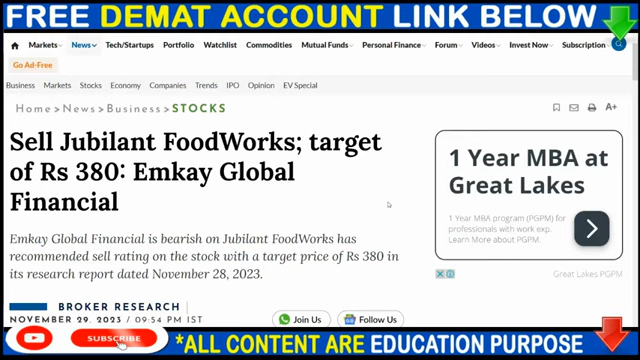 FREE DEMAT ACCOUNT LINK BELOW
Markets News Tech/Startups Portfolio Watchlist Commodities Mutual Funds Personal Finance Forum Videos Invest Now Subscription
Go Ad-Free
Business Markets Stocks Economy Companies Trends IPO Opinion EV Special
Home > News > Business > STOCKS
A+
Sell Jubilant FoodWorks; target
of Rs 380: Emkay Global
Financial
Emkay Global Financial is bearish on Jubilant FoodWorks has
recommended sell rating on the stock with a target price of Rs 380 in
its research report dated November 28, 2023.
BROKER RESEARCH
NOVEMBER 29, 2023 / 09:54 PM IST
Join Us
Follow Us
1 Year MBA at
Great Lakes
1 Year MBA program (PGPM) for
professionals with work exp.
Learn More about PGPM.
Great Lakes PGPM
SUBSCRIBE
*ALL CONTENT ARE EDUCATION PURPOSE